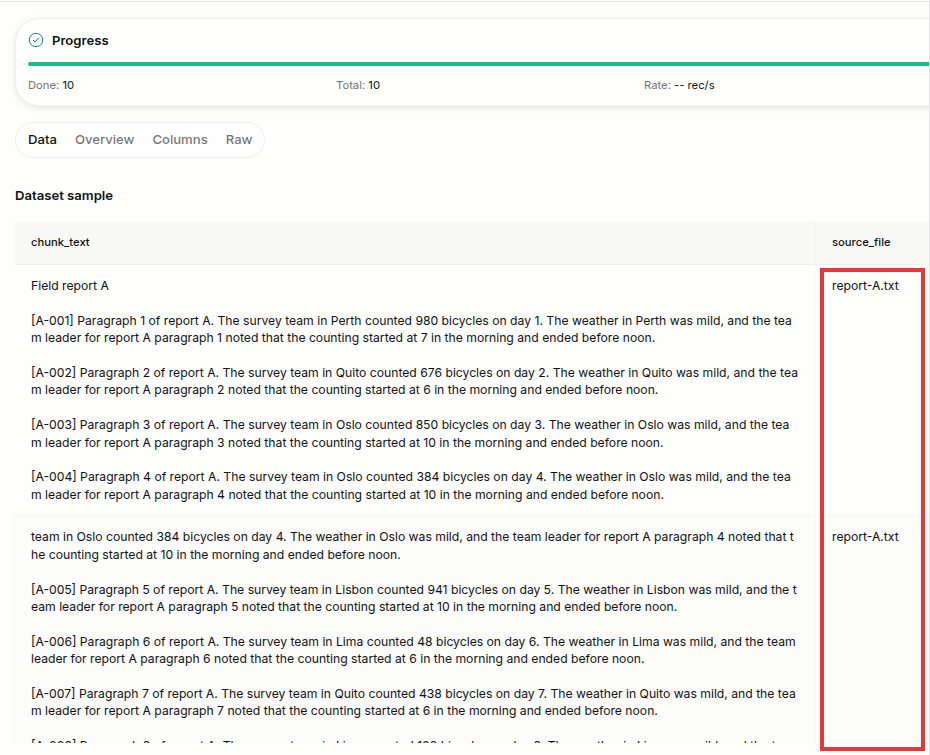 Progress
Done: 10 Total: 10 Rate: -- rec/s
Data Overview Columns Raw
Dataset sample
chunk_text source_file
Field report A report-A.txt
[A-001] Paragraph 1 of report A. The survey team in Perth counted 980 bicycles on day 1. The weather in Perth was mild, and the tea
m leader for report A paragraph 1 noted that the counting started at 7 in the morning and ended before noon.
[A-002] Paragraph 2 of report A. The survey team in Quito counted 676 bicycles on day 2. The weather in Quito was mild, and the tea
m leader for report A paragraph 2 noted that the counting started at 6 in the morning and ended before noon.
[A-003] Paragraph 3 of report A. The survey team in Oslo counted 850 bicycles on day 3. The weather in Oslo was mild, and the tea
m leader for report A paragraph 3 noted that the counting started at 10 in the morning and ended before noon.
[A-004] Paragraph 4 of report A. The survey team in Oslo counted 384 bicycles on day 4. The weather in Oslo was mild, and the tea
m leader for report A paragraph 4 noted that the counting started at 10 in the morning and ended before noon.
team in Oslo counted 384 bicycles on day 4. The weather in Oslo was mild, and the team leader for report A paragraph 4 noted that t report-A.txt
he counting started at 10 in the morning and ended before noon.
[A-005] Paragraph 5 of report A. The survey team in Lisbon counted 941 bicycles on day 5. The weather in Lisbon was mild, and the t
eam leader for report A paragraph 5 noted that the counting started at 10 in the morning and ended before noon.
[A-006] Paragraph 6 of report A. The survey team in Lima counted 48 bicycles on day 6. The weather in Lima was mild, and the team
leader for report A paragraph 6 noted that the counting started at 6 in the morning and ended before noon.
[A-007] Paragraph 7 of report A. The survey team in Quito counted 438 bicycles on day 7. The weather in Quito was mild, and the tea
m leader for report A paragraph 7 noted that the counting started at 6 in the morning and ended before noon.